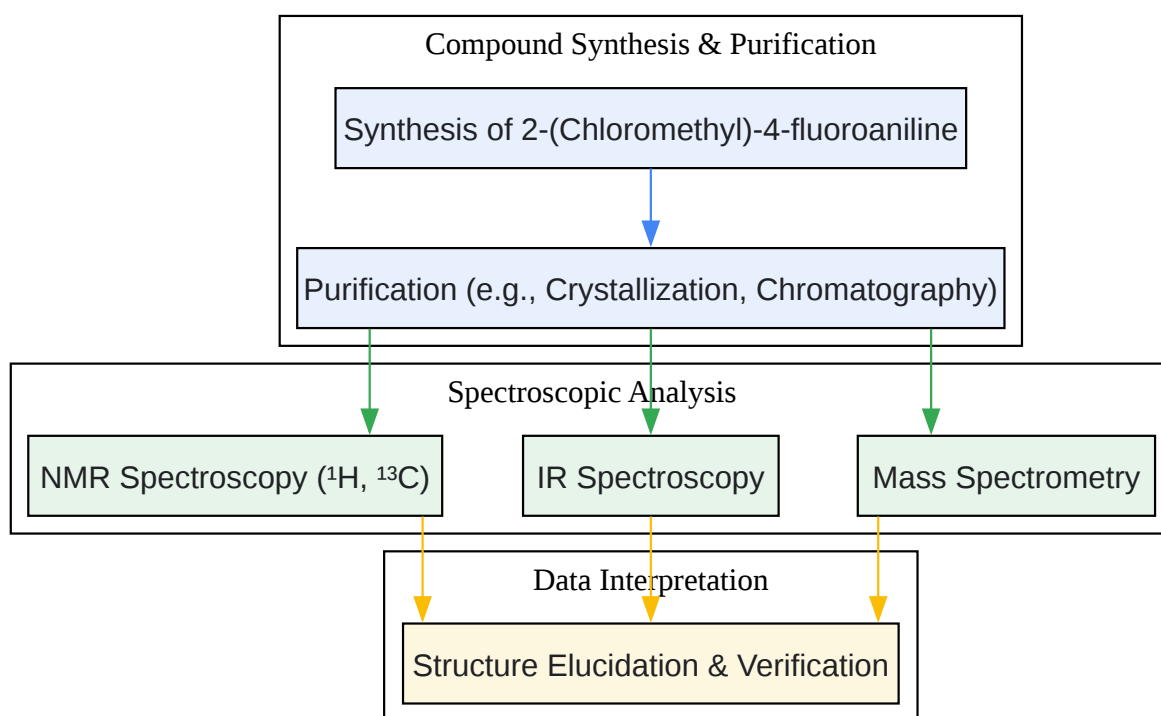 Compound Synthesis & Purification
Synthesis of 2-(Chloromethyl)-4-fluoroaniline
Purification (e.g., Crystallization, Chromatography)
Spectroscopic Analysis
NMR Spectroscopy (¹H, ¹³C)
IR Spectroscopy
Mass Spectrometry
Data Interpretation
Structure Elucidation & Verification